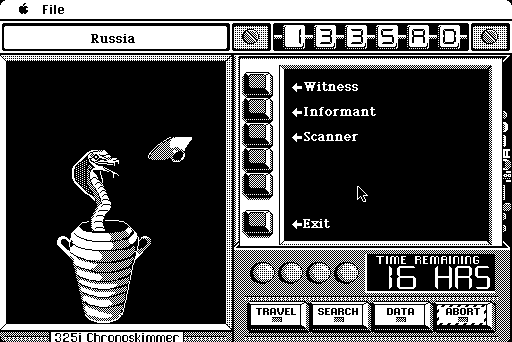 File
Russia
1335AD
Witness
Informant
Scanner
Exit
TIME REMAINING
16 HRS
TRAVEL SEARCH DATA ABORT
325i Chronoskimmer